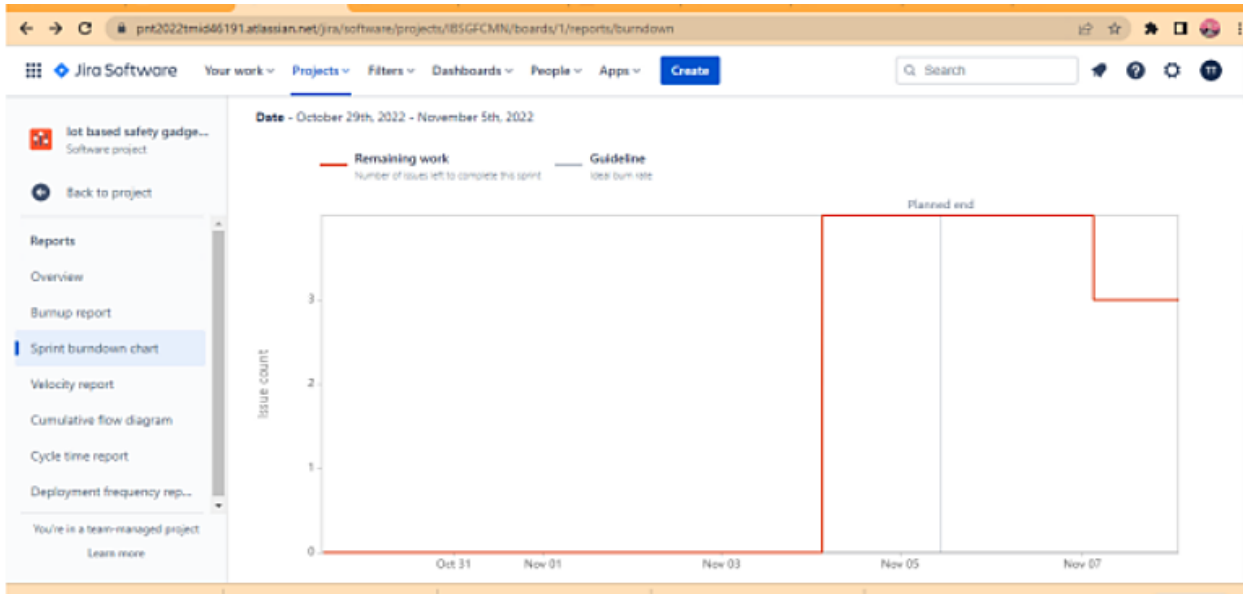 pnt2022tmid46191.atlassian.net/jira/software/projects/IBSGFCMN/boards/1/reports/burndown
Jira Software Your work Projects Filters Dashboards People Apps Create Search TT
Date - October 29th, 2022 - November 5th, 2022
Iot based safety gadge...
Software project
Back to project
Reports
Overview
Burnup report
Sprint burndown chart
Velocity report
Cumulative flow diagram
Cycle time report
Deployment frequency rep...
You're in a team-managed project
Learn more
Remaining work
Number of issues left to complete this sprint
Guideline
Ideal burn rate
Planned end
3
2
1
0
Issue count
Oct 31 Nov 01 Nov 03 Nov 05 Nov 07